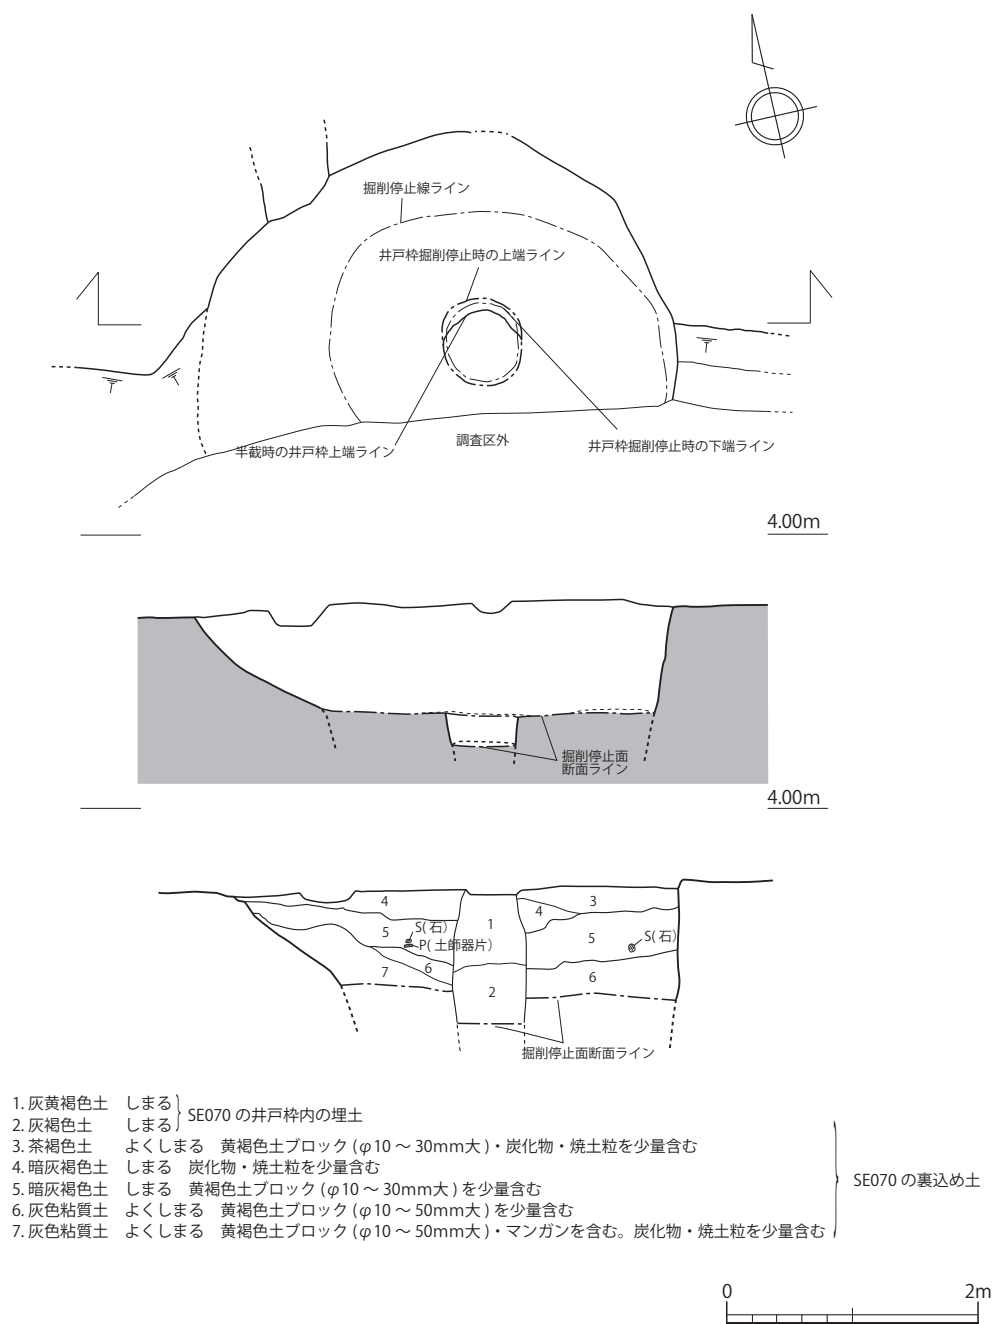 掘削停止線ライン
井戸枠掘削停止時の上端ライン
半截時の井戸枠上端ライン
調査区外
井戸枠掘削停止時の下端ライン
4.00m
掘削停止面
断面ライン
4.00m
4
3
4
1
5
S(石)
P(土師器片)
5
S(石)
7
6
6
2
掘削停止面断面ライン
1. 灰黄褐色土 しまる
2. 灰褐色土 しまる
SE070 の井戸枠内の埋土
3. 茶褐色土 よくしまる 黄褐色土ブロック (φ10 ～ 30mm大 )・炭化物・焼土粒を少量含む
4. 暗灰褐色土 しまる 炭化物・焼土粒を少量含む
5. 暗灰褐色土 しまる 黄褐色土ブロック (φ10 ～ 30mm大 ) を少量含む
6. 灰色粘質土 よくしまる 黄褐色土ブロック (φ10 ～ 50mm大 ) を少量含む
7. 灰色粘質土 よくしまる 黄褐色土ブロック (φ10 ～ 50mm大 )・マンガンを含む。炭化物・焼土粒を少量含む
SE070 の裏込め土
0 2m